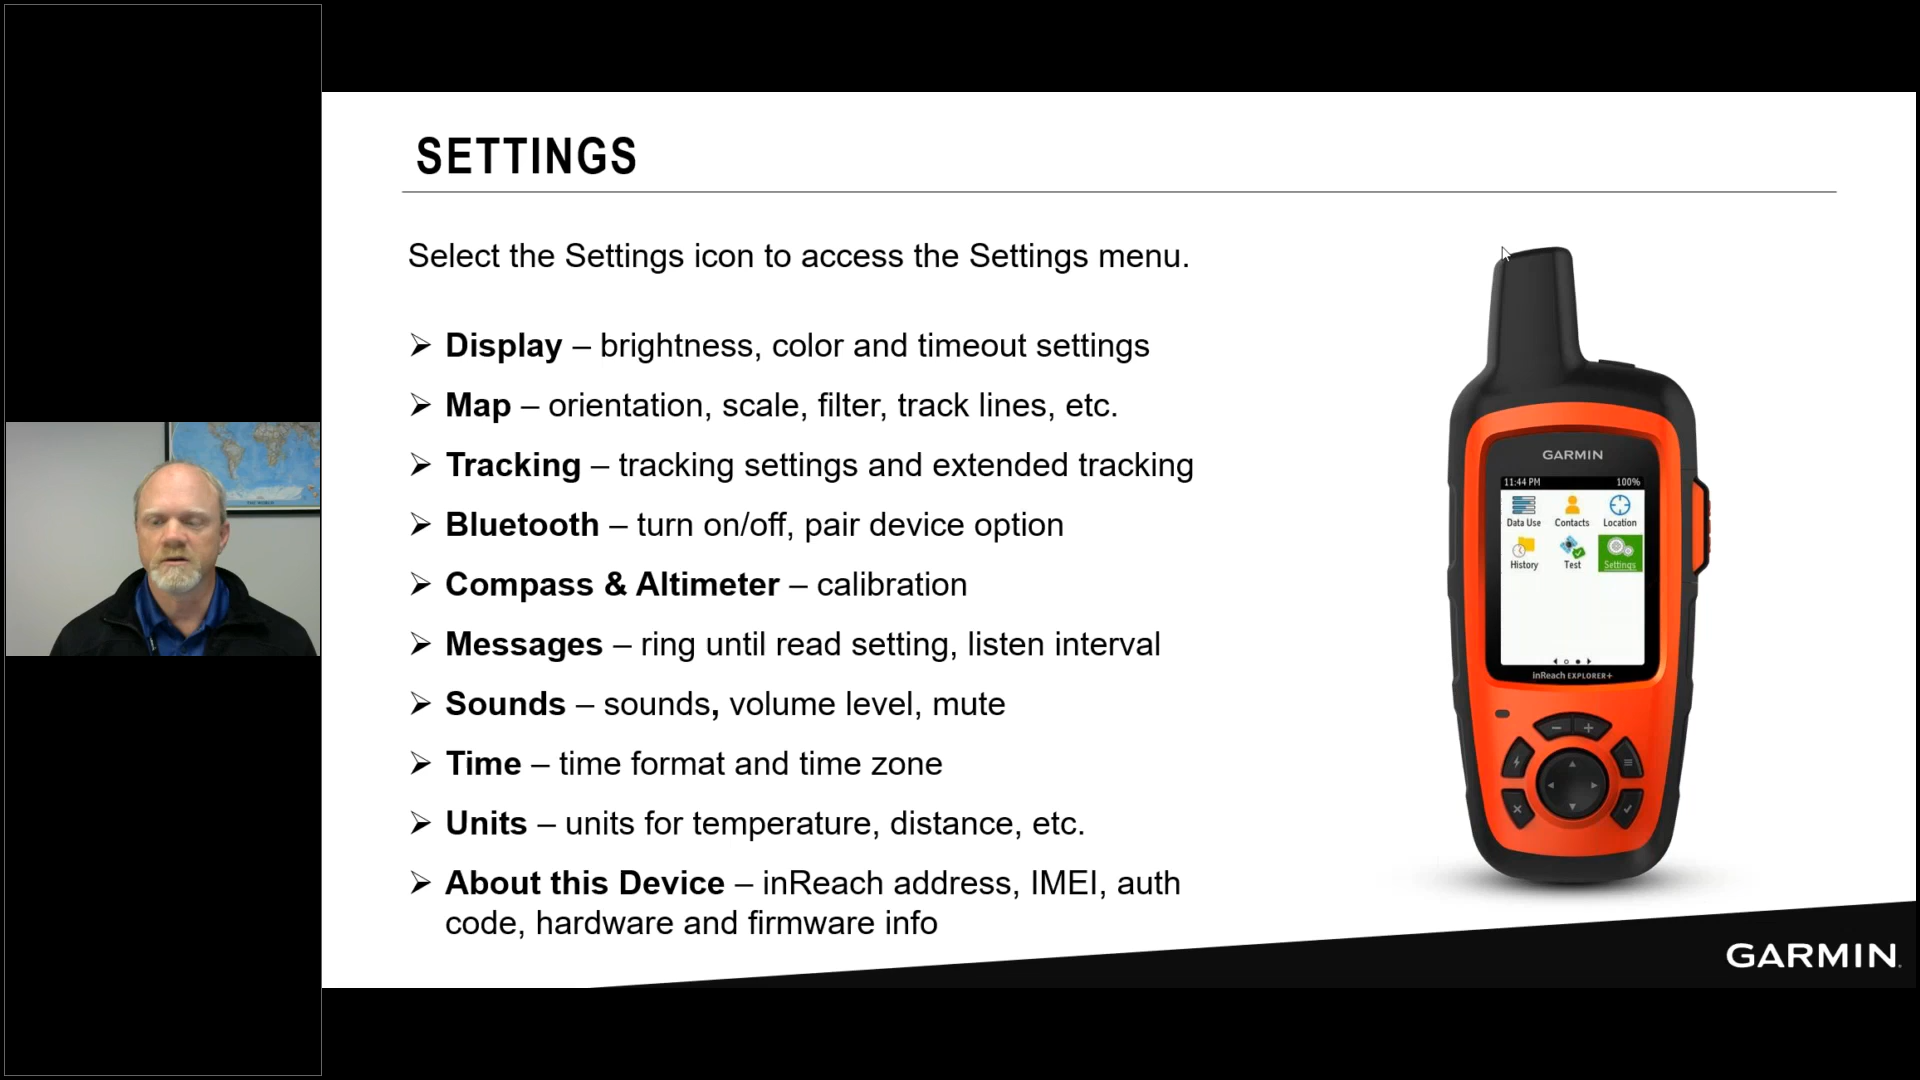 SETTINGS
Select the Settings icon to access the Settings menu.
➢ Display – brightness, color and timeout settings
➢ Map – orientation, scale, filter, track lines, etc.
➢ Tracking – tracking settings and extended tracking
➢ Bluetooth – turn on/off, pair device option
➢ Compass & Altimeter – calibration
➢ Messages – ring until read setting, listen interval
➢ Sounds – sounds, volume level, mute
➢ Time – time format and time zone
➢ Units – units for temperature, distance, etc.
➢ About this Device – inReach address, IMEI, auth
code, hardware and firmware info
GARMIN
11:44 PM 100%
Data Use Contacts Location
History Test Settings
inReach EXPLORER+
GARMIN.
THE WORLD